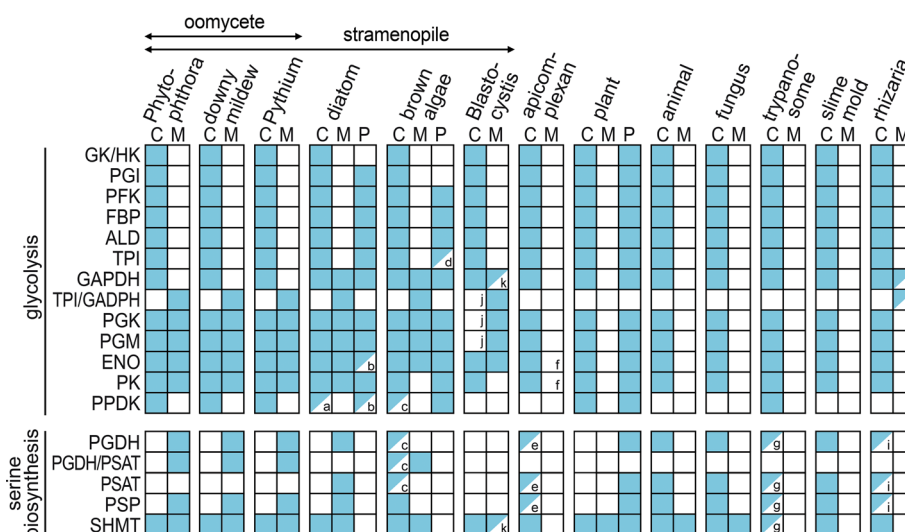 oomycete
stramenopile
Phyto-
phthora
downy
mildew
Pythium
diatom
brown
algae
Blasto-
cystis
apicom-
plexan
plant
animal
fungus
trypano-
some
slime
mold
rhizaria
C M C M C M C M P C M P C M C M C M P C M C M C M C M C M
glycolysis
GK/HK
PGI
PFK
FBP
ALD
TPI d
GAPDH k
TPI/GADPH j
PGK j
PGM j
ENO b f
PK f
PPDK a b c
serine
biosynthesis
PGDH c e g i
PGDH/PSAT c
PSAT c e g i
PSP e g i
SHMT k g